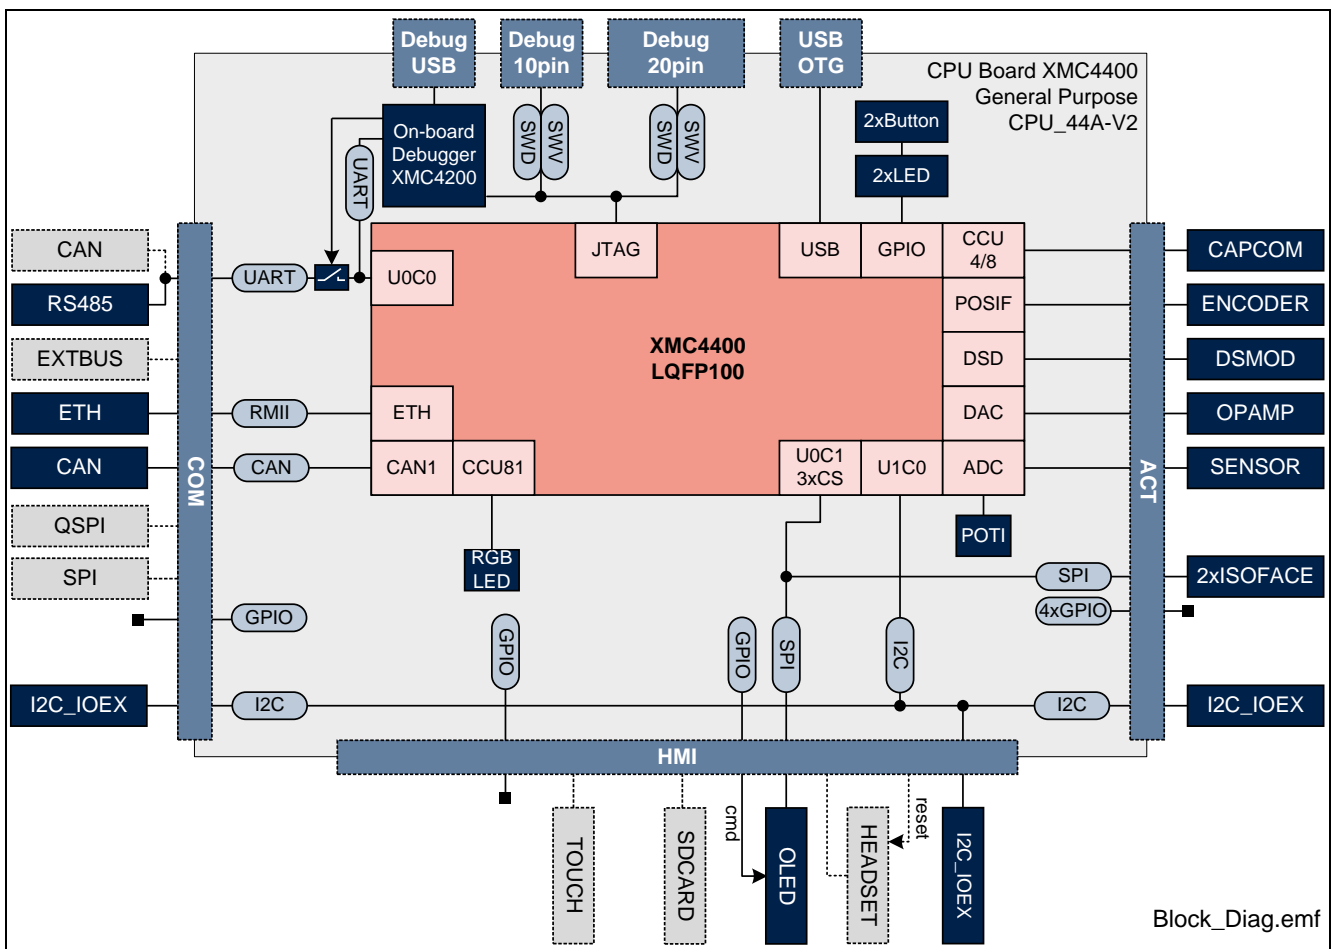 Debug
USB
Debug
10pin
Debug
20pin
USB
OTG
CPU Board XMC4400
General Purpose
CPU_44A-V2
On-board
Debugger
XMC4200
UART
SWD
SWV
SWD
SWV
2xButton
2xLED
CAN
RS485
EXTBUS
ETH
CAN
QSPI
SPI
I2C_IOEX
COM
UART
RMII
CAN
GPIO
I2C
U0C0
JTAG
USB
GPIO
CCU
4/8
POSIF
DSD
DAC
ADC
XMC4400
LQFP100
ETH
CAN1
CCU81
U0C1
3xCS
U1C0
RGB
LED
POTI
GPIO
GPIO
SPI
I2C
SPI
4xGPIO
I2C
ACT
CAPCOM
ENCODER
DSMOD
OPAMP
SENSOR
2xISOFACE
I2C_IOEX
HMI
TOUCH
SDCARD
cmd
OLED
HEADSET
reset
I2C_IOEX
Block_Diag.emf